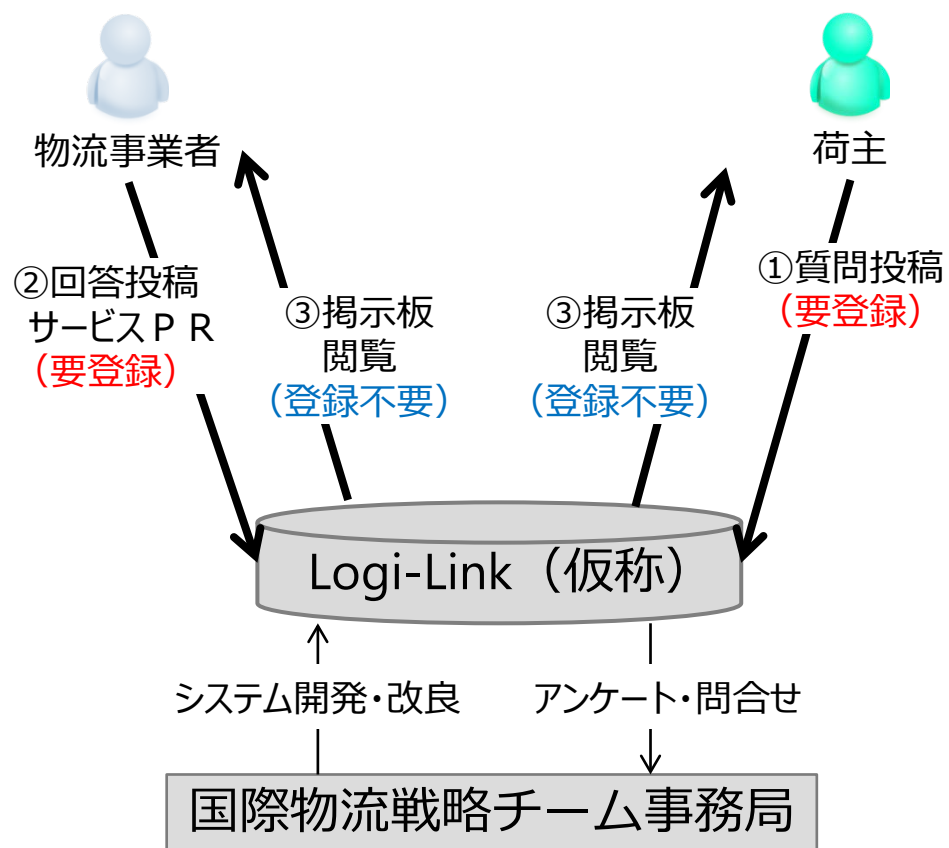 物流事業者
荷主
②回答投稿
サービスＰＲ
（要登録）
③掲示板
閲覧
（登録不要）
③掲示板
閲覧
（登録不要）
①質問投稿
（要登録）
Logi-Link（仮称）
システム開発・改良
アンケート・問合せ
国際物流戦略チーム事務局